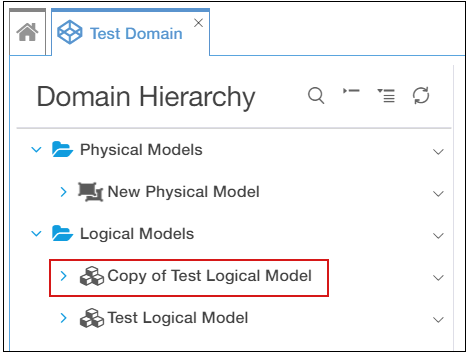 Test Domain
Domain Hierarchy
Physical Models
New Physical Model
Logical Models
Copy of Test Logical Model
Test Logical Model